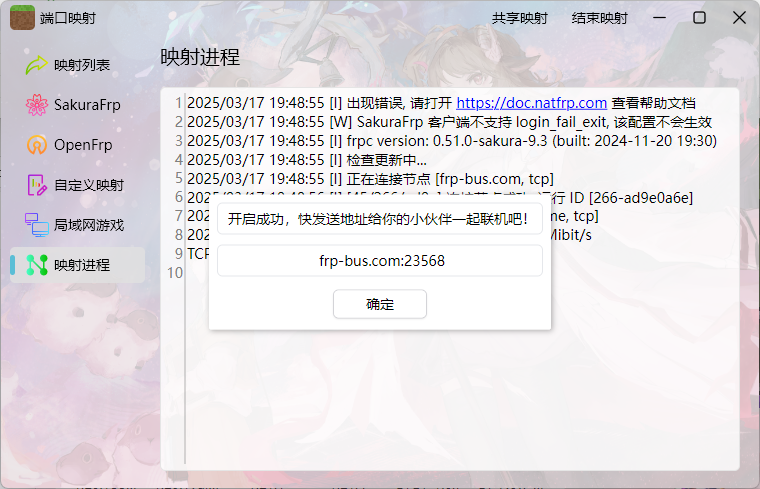 端口映射
共享映射
结束映射
映射列表
SakuraFrp
OpenFrp
自定义映射
局域网游戏
映射进程
映射进程
1 2025/03/17 19:48:55 [I] 出现错误, 请打开 https://doc.natfrp.com 查看帮助文档
2 2025/03/17 19:48:55 [W] SakuraFrp 客户端不支持 login_fail_exit, 该配置不会生效
3 2025/03/17 19:48:55 [I] frpc version: 0.51.0-sakura-9.3 (built: 2024-11-20 19:30)
4 2025/03/17 19:48:55 [I] 检查更新中...
5 2025/03/17 19:48:55 [I] 正在连接节点 [frp-bus.com, tcp]
6 2025/03/17 19:48:55 [I] 运行 ID [266-ad9e0a6e]
7 tcp]
8 Mibit/s
9 TCP
10
开启成功，快发送地址给你的小伙伴一起联机吧！
frp-bus.com:23568
确定